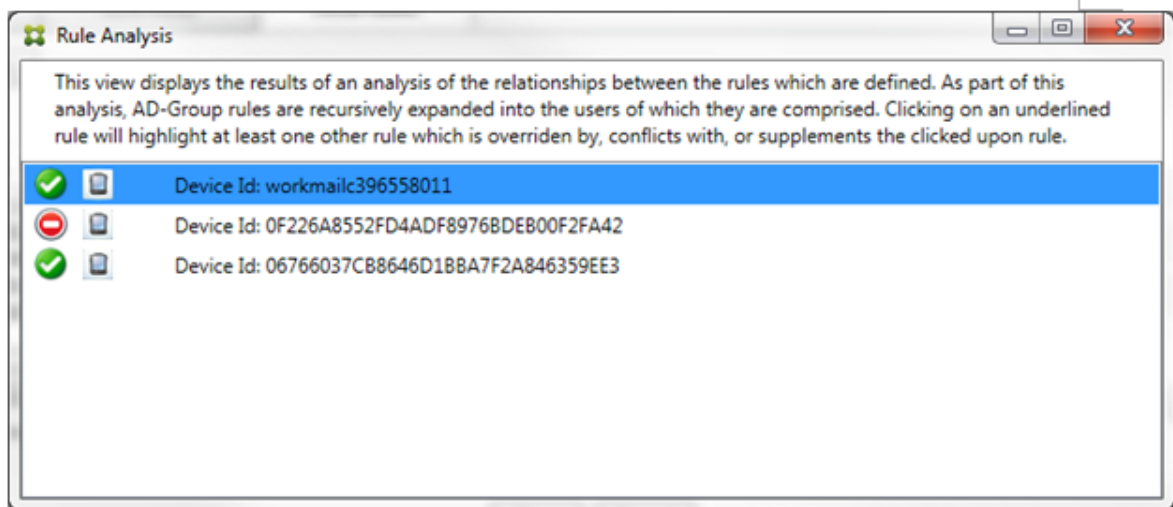 Rule Analysis
This view displays the results of an analysis of the relationships between the rules which are defined. As part of this
analysis, AD-Group rules are recursively expanded into the users of which they are comprised. Clicking on an underlined
rule will highlight at least one other rule which is overriden by, conflicts with, or supplements the clicked upon rule.
Device Id: workmailc396558011
Device Id: 0F226A8552FD4ADF8976BDEB00F2FA42
Device Id: 06766037CB8646D1BBA7F2A846359EE3